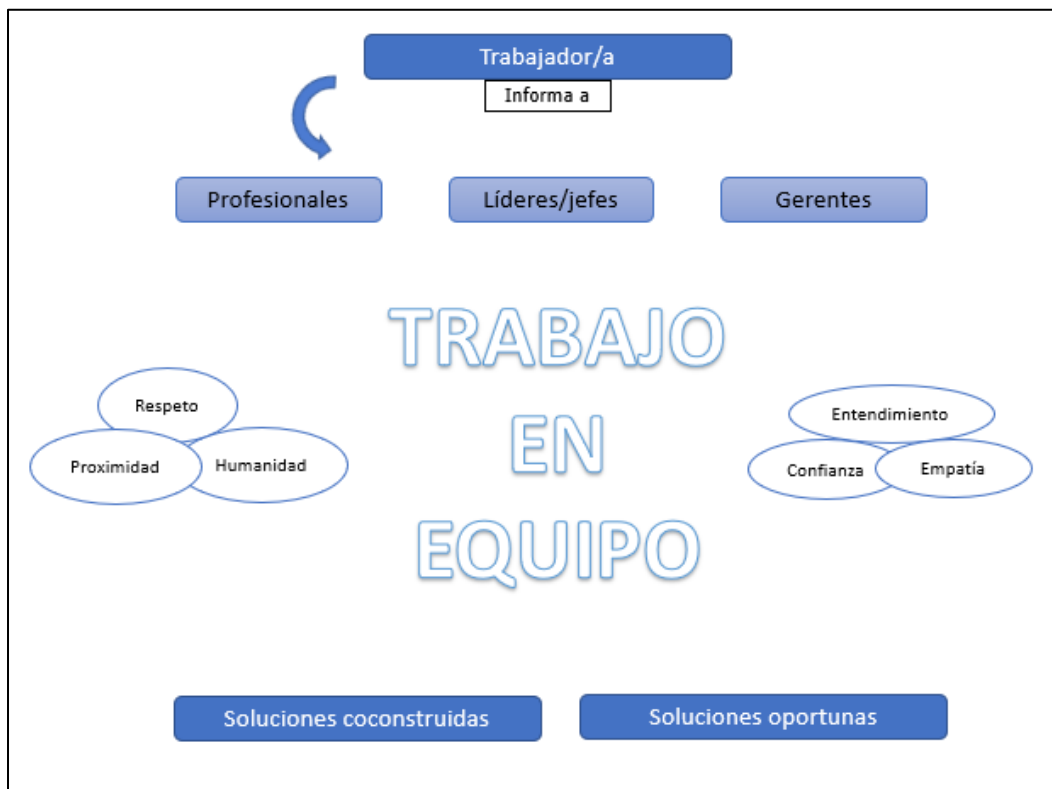 Trabajador/a
Informa a
Profesionales
Líderes/jefes
Gerentes
TRABAJO
EN
EQUIPO
Respeto
Proximidad
Humanidad
Entendimiento
Confianza
Empatía
Soluciones coconstruidas
Soluciones oportunas